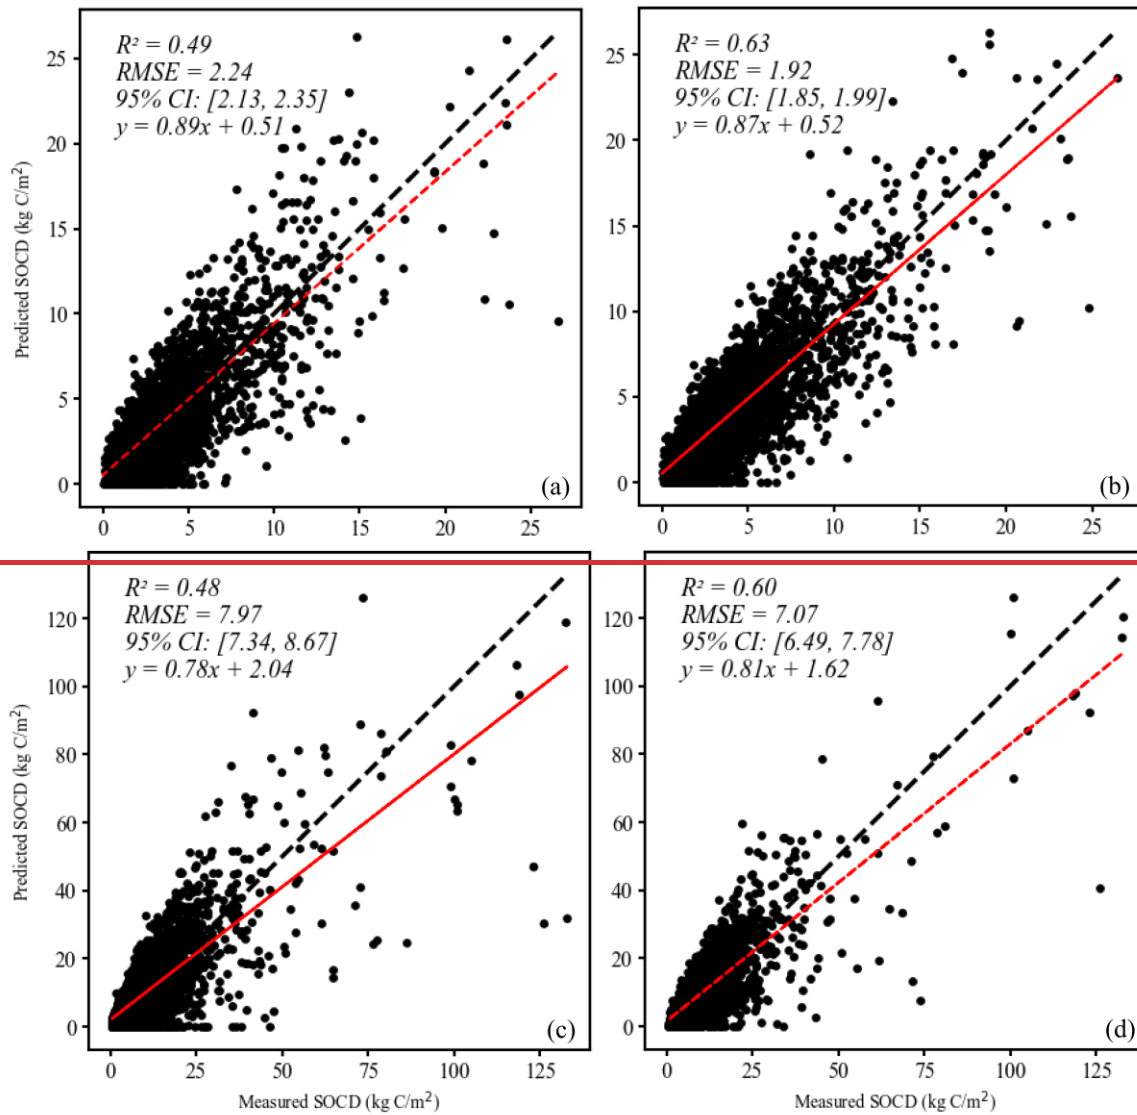 R² = 0.49
RMSE = 2.24
95% CI: [2.13, 2.35]
y = 0.89x + 0.51
Predicted SOCD (kg C/m²)
25
20
15
10
5
0
0 5 10 15 20 25
(a)
R² = 0.63
RMSE = 1.92
95% CI: [1.85, 1.99]
y = 0.87x + 0.52
25
20
15
10
5
0
0 5 10 15 20 25
(b)
R² = 0.48
RMSE = 7.97
95% CI: [7.34, 8.67]
y = 0.78x + 2.04
Predicted SOCD (kg C/m²)
120
100
80
60
40
20
0
0 25 50 75 100 125
(c)
Measured SOCD (kg C/m²)
R² = 0.60
RMSE = 7.07
95% CI: [6.49, 7.78]
y = 0.81x + 1.62
120
100
80
60
40
20
0
0 25 50 75 100 125
(d)
Measured SOCD (kg C/m²)